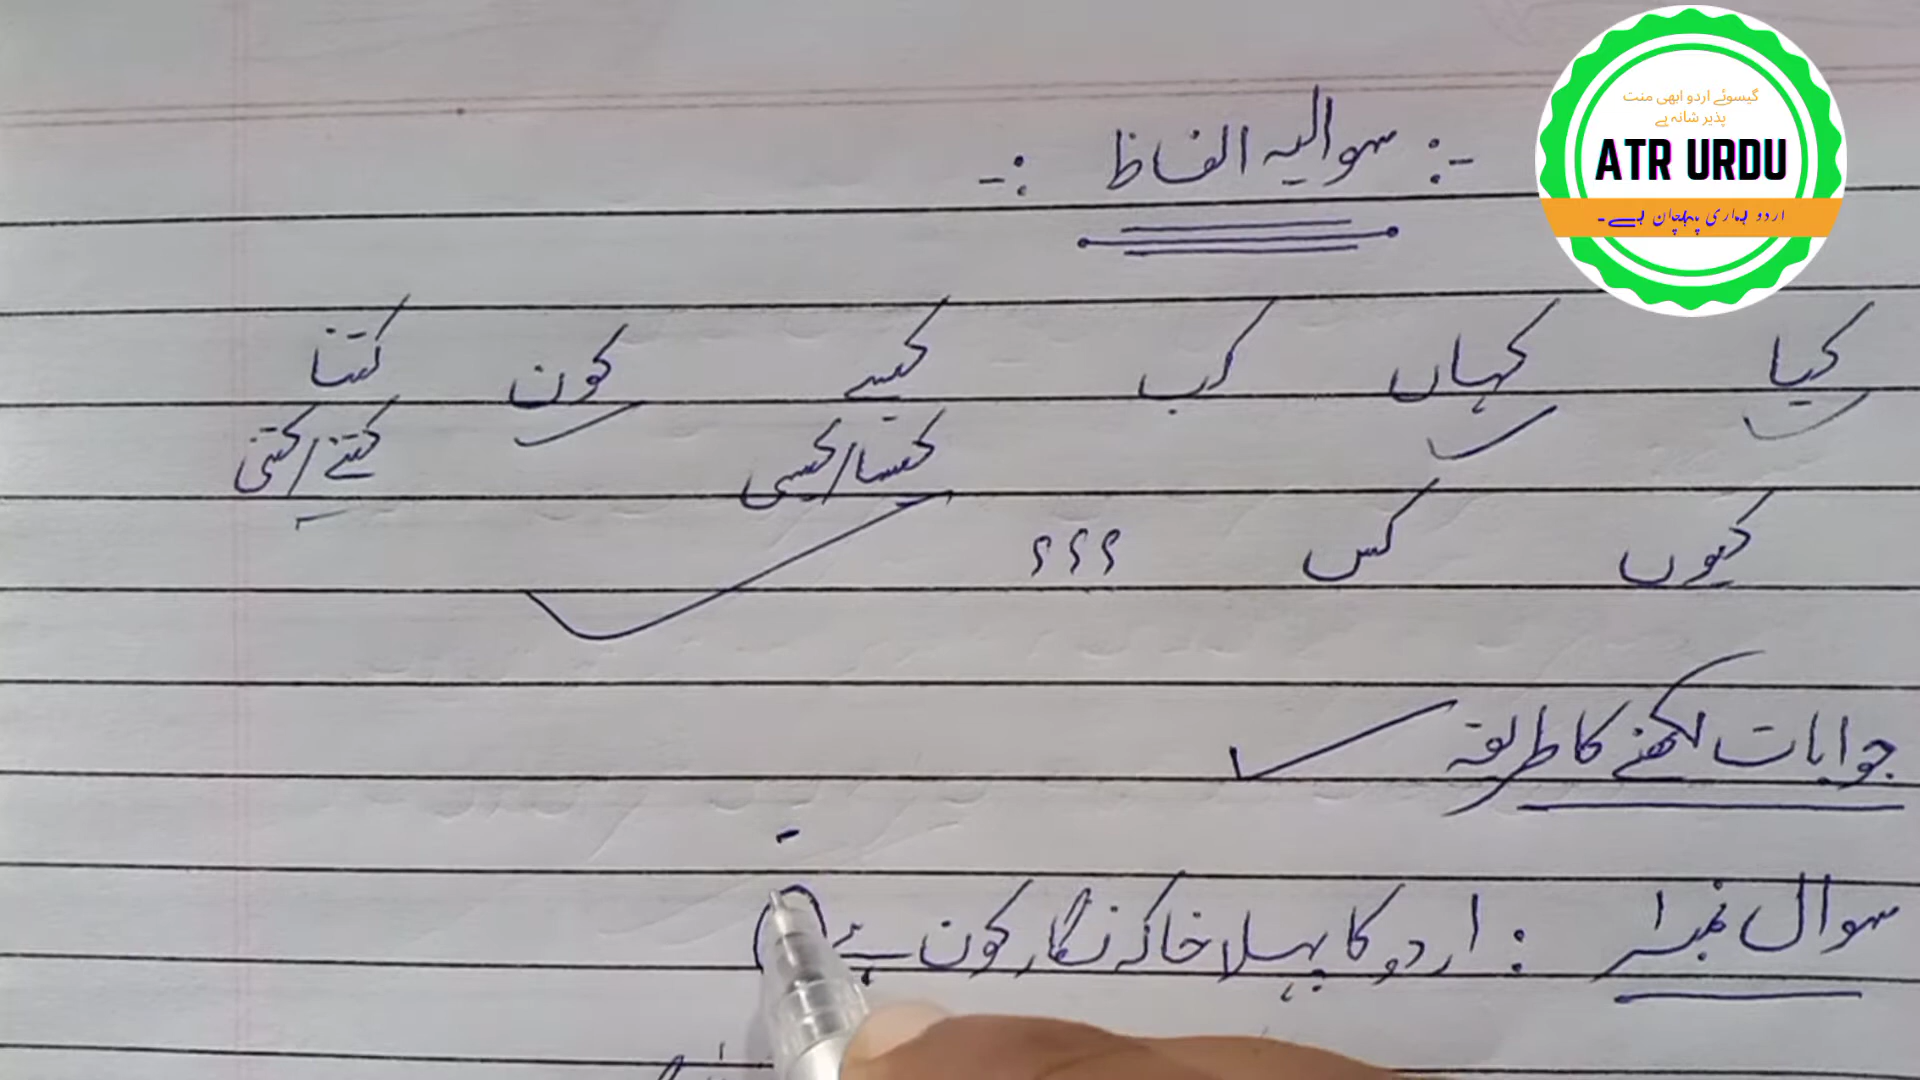 گیسوئے اردو ابھی منت
پذیر شانہ ہے
ATR URDU
اردو ہماری پہچان ہے۔
-: سوالیہ الفاظ :-
کیا کہاں کب کیسے کون کتنا
کیسا/کیسی کتنے/کتنی
کیوں کس ؟؟؟
جوابات لکھنے کا طریقہ
سوال نمبر ۱ : اردو کا پہلا خاکہ نگار کون ہے